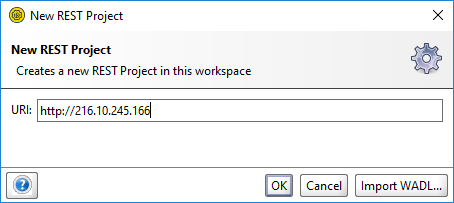 New REST Project
New REST Project
Creates a new REST Project in this workspace
URI: http://216.10.245.166
?
OK Cancel Import WADL...